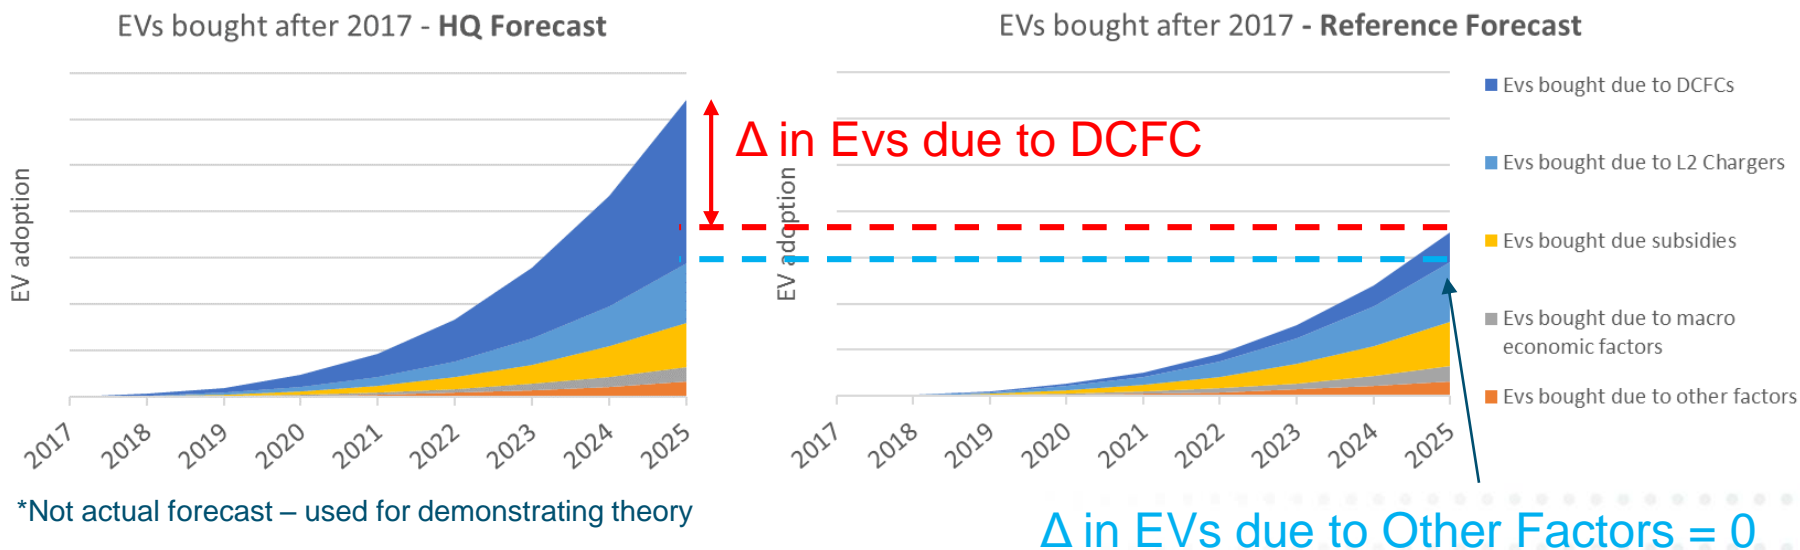 EVs bought after 2017 - HQ Forecast
EV adoption
2017 2018 2019 2020 2021 2022 2023 2024 2025
*Not actual forecast – used for demonstrating theory
Δ in Evs due to DCFC
EVs bought after 2017 - Reference Forecast
EV adoption
2017 2018 2019 2020 2021 2022 2023 2024 2025
Evs bought due to DCFCs
Evs bought due to L2 Chargers
Evs bought due subsidies
Evs bought due to macro
economic factors
Evs bought due to other factors
Δ in EVs due to Other Factors = 0